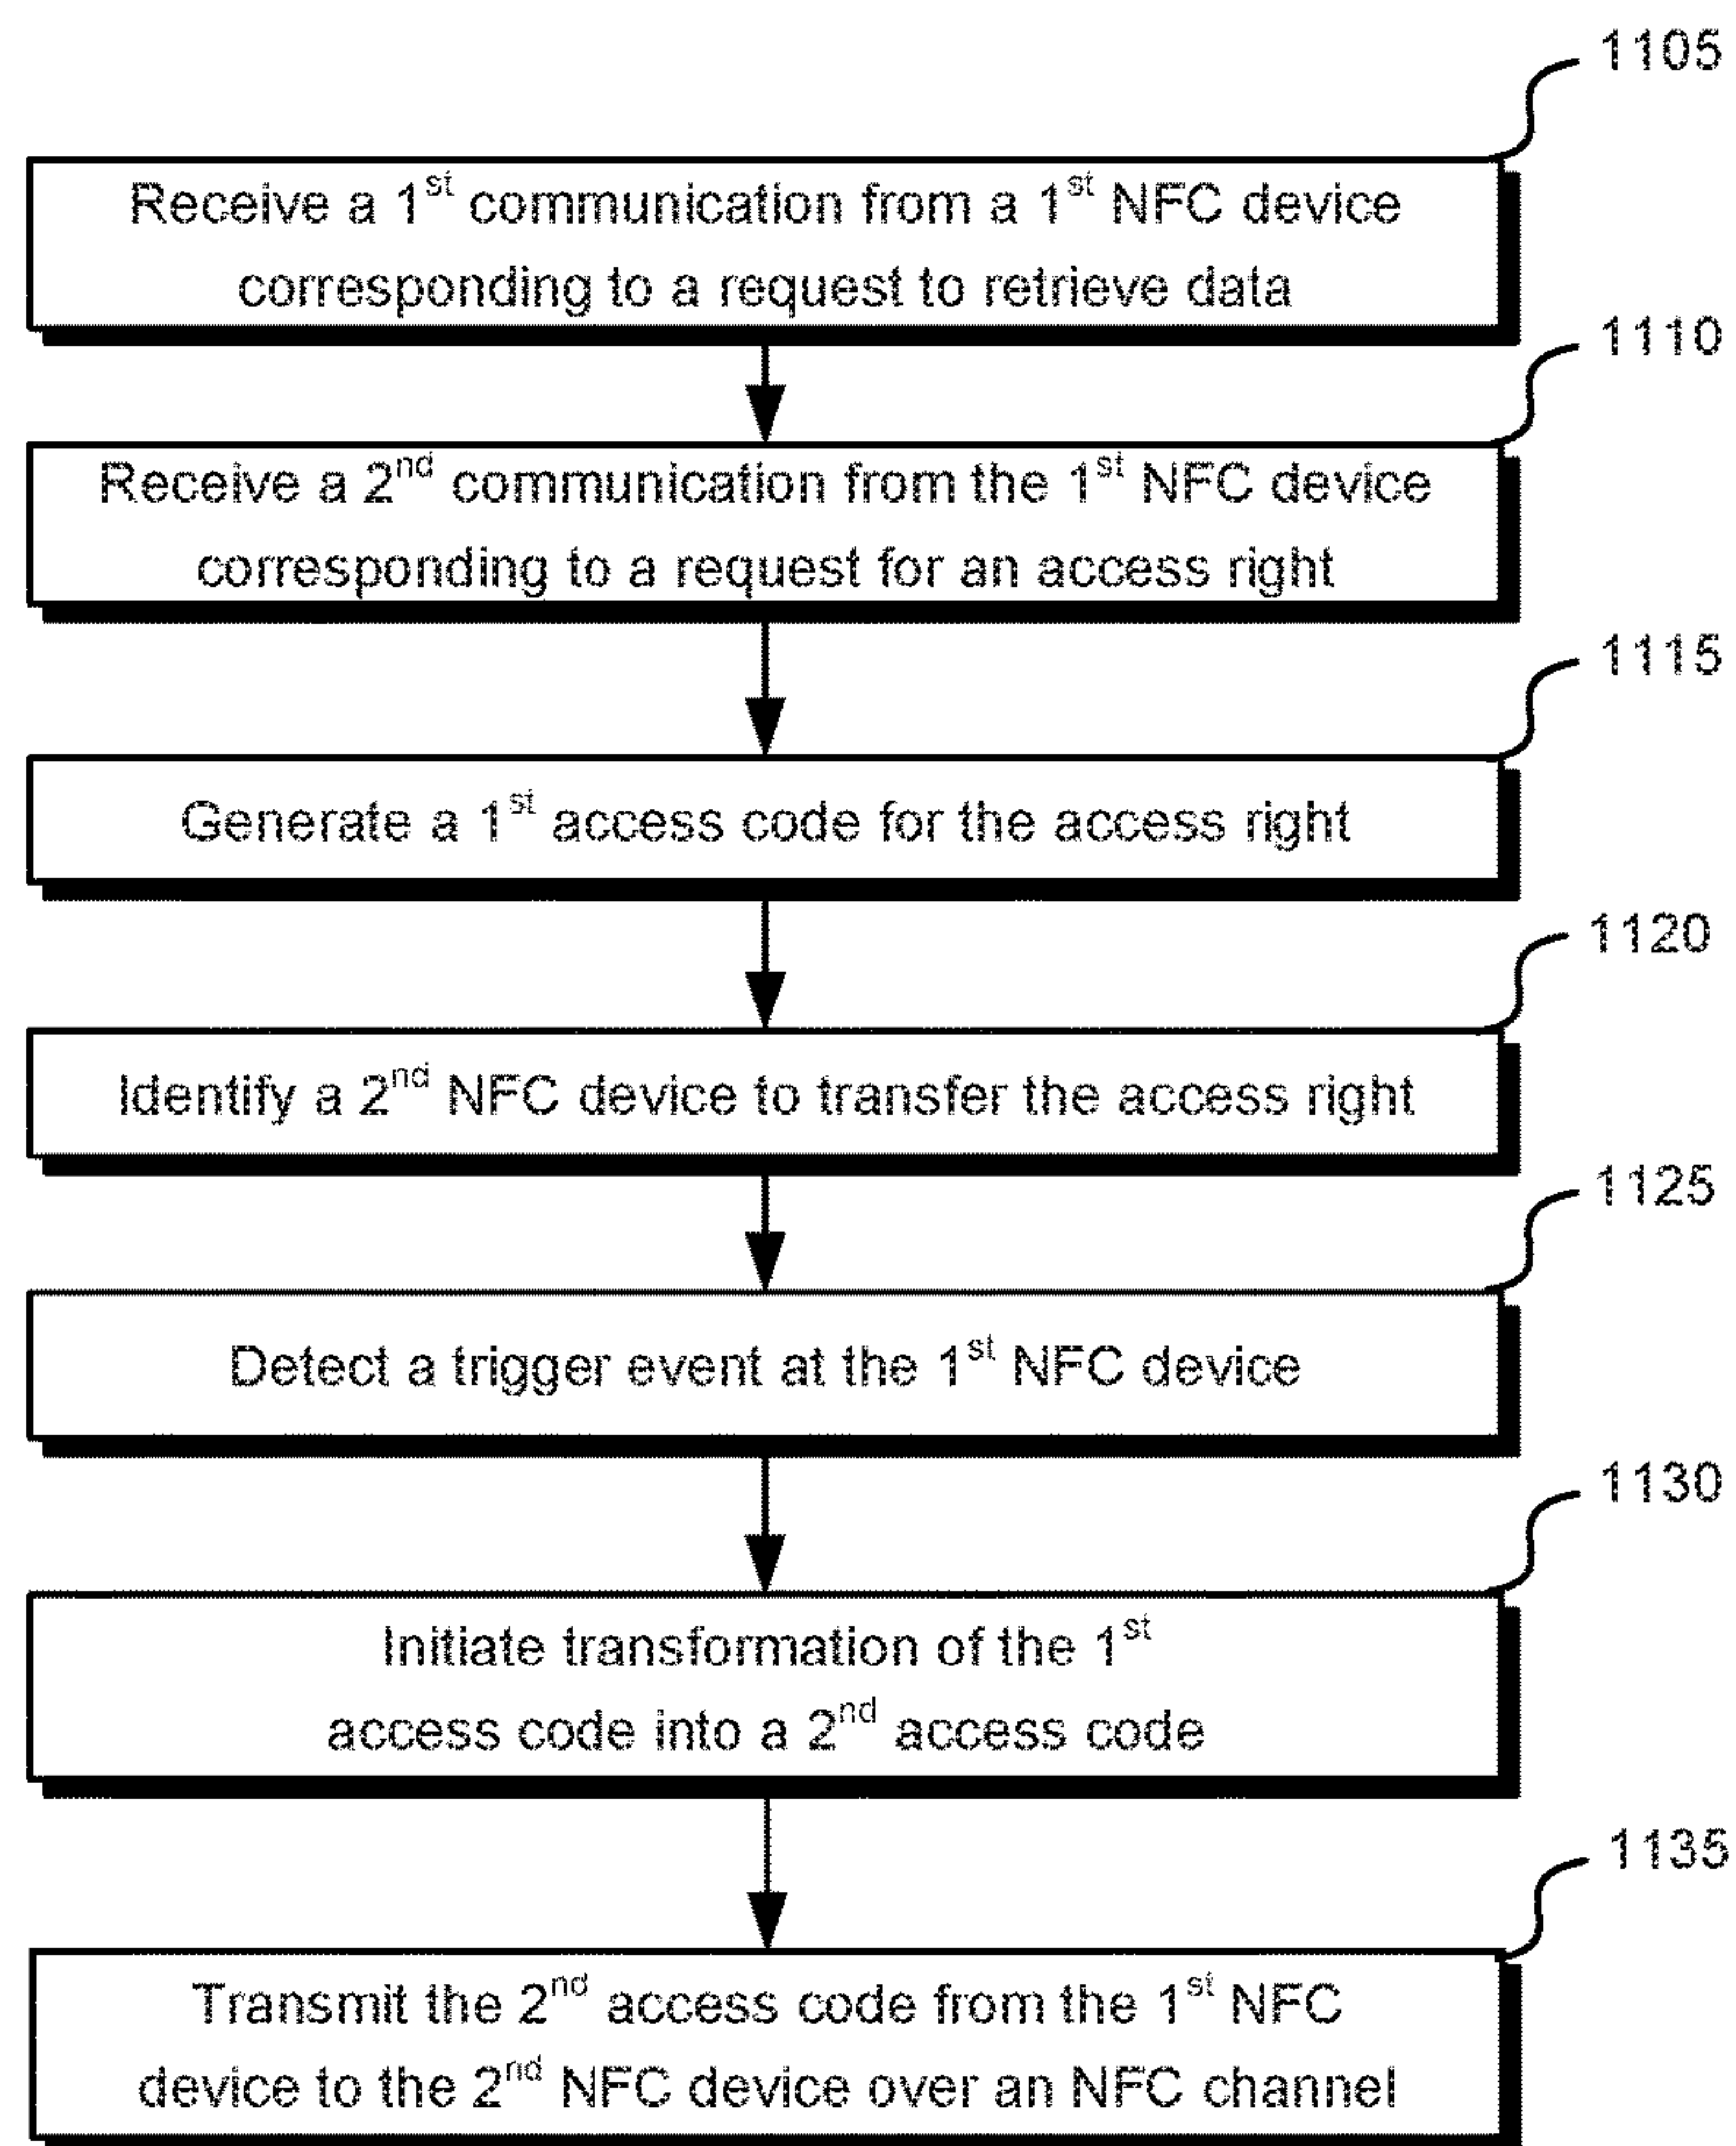 1105
Receive a 1st communication from a 1st NFC device
corresponding to a request to retrieve data
1110
Receive a 2nd communication from the 1st NFC device
corresponding to a request for an access right
1115
Generate a 1st access code for the access right
1120
Identify a 2nd NFC device to transfer the access right
1125
Detect a trigger event at the 1st NFC device
1130
Initiate transformation of the 1st
access code into a 2nd access code
1135
Transmit the 2nd access code from the 1st NFC
device to the 2nd NFC device over an NFC channel